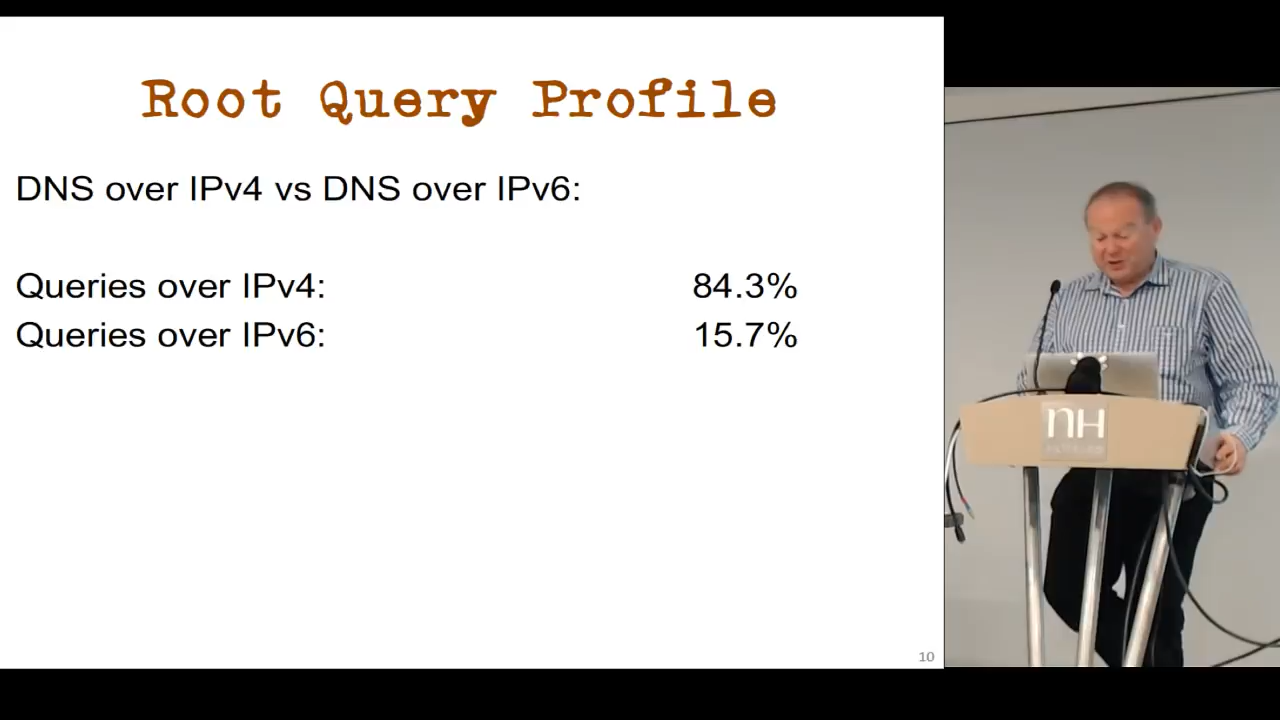 Root Query Profile
DNS over IPv4 vs DNS over IPv6:
Queries over IPv4: 84.3%
Queries over IPv6: 15.7%
10
nH